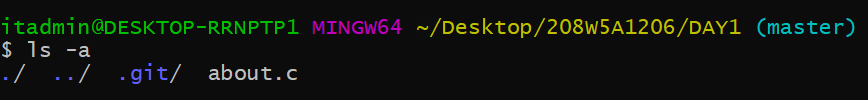 itadmin@DESKTOP-RRNPTP1 MINGW64 ~/Desktop/208W5A1206/DAY1 (master)
$ ls -a
./  ../  .git/  about.c